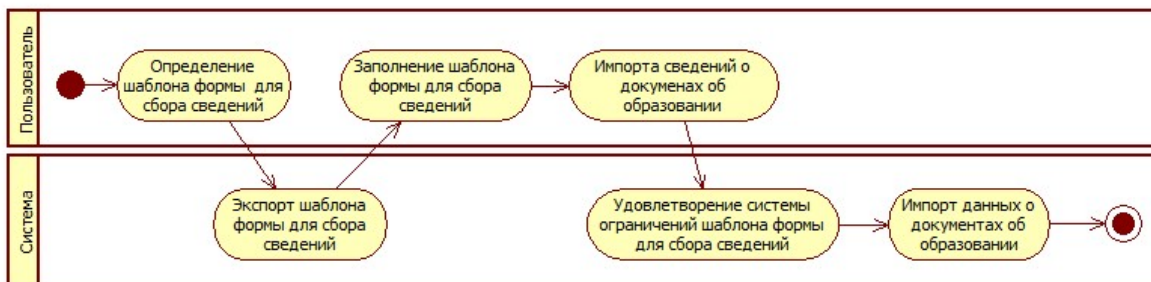 Пользователь
Определение
шаблона формы для
сбора сведений
Заполнение шаблона
формы для сбора
сведений
Импорта сведений о
докуменах об
образовании
Система
Экспорт шаблона
формы для сбора
сведений
Удовлетворение системы
ограничений шаблона формы
для сбора сведений
Импорт данных о
документах об
образовании